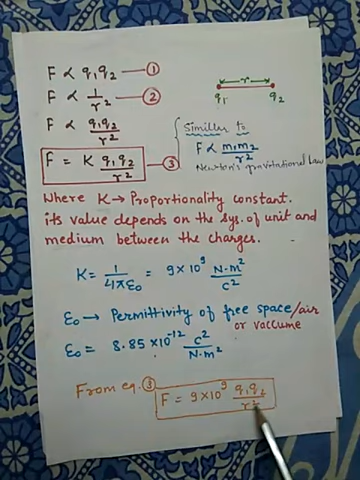 F ∝ q₁q₂ — ①
r
q₁ q₂
F ∝ 1/r² — ②
F ∝ q₁q₂/r²
Similler to
F ∝ m₁m₂/r²
Newton's gravitational Law
F = K q₁q₂/r² — ③
Where K → Proportionality constant.
its value depends on the sys. of unit and
medium between the charges.
K = 1/4πε₀ = 9×10⁹ N·m²/C²
ε₀ → Permittivity of free space/air
or vaccume
ε₀ = 8.85×10⁻¹² C²/N·m²
From eq. ③
F = 9×10⁹ q₁q₂/r²